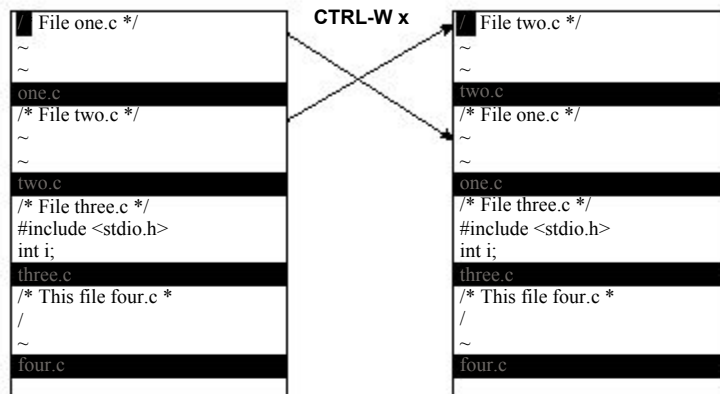 CTRL-W x
/ File one.c */
~
~
one.c
/* File two.c */
~
~
two.c
/* File three.c */
#include <stdio.h>
int i;
three.c
/* This file four.c *
/
~
four.c
/ File two.c */
~
~
two.c
/* File one.c */
~
~
one.c
/* File three.c */
#include <stdio.h>
int i;
three.c
/* This file four.c *
/
~
four.c